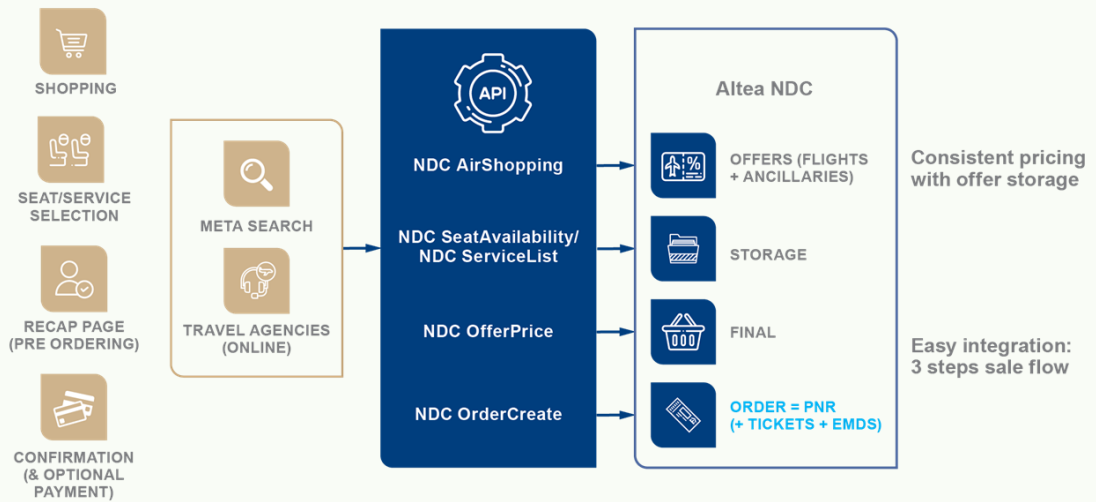 SHOPPING
SEAT/SERVICE
SELECTION
RECAP PAGE
(PRE ORDERING)
CONFIRMATION
(& OPTIONAL
PAYMENT)
META SEARCH
TRAVEL AGENCIES
(ONLINE)
API
NDC AirShopping
NDC SeatAvailability/
NDC ServiceList
NDC OfferPrice
NDC OrderCreate
Altea NDC
%
OFFERS (FLIGHTS
+ ANCILLARIES)
STORAGE
FINAL
ORDER = PNR
(+ TICKETS + EMDS)
Consistent pricing
with offer storage
Easy integration:
3 steps sale flow